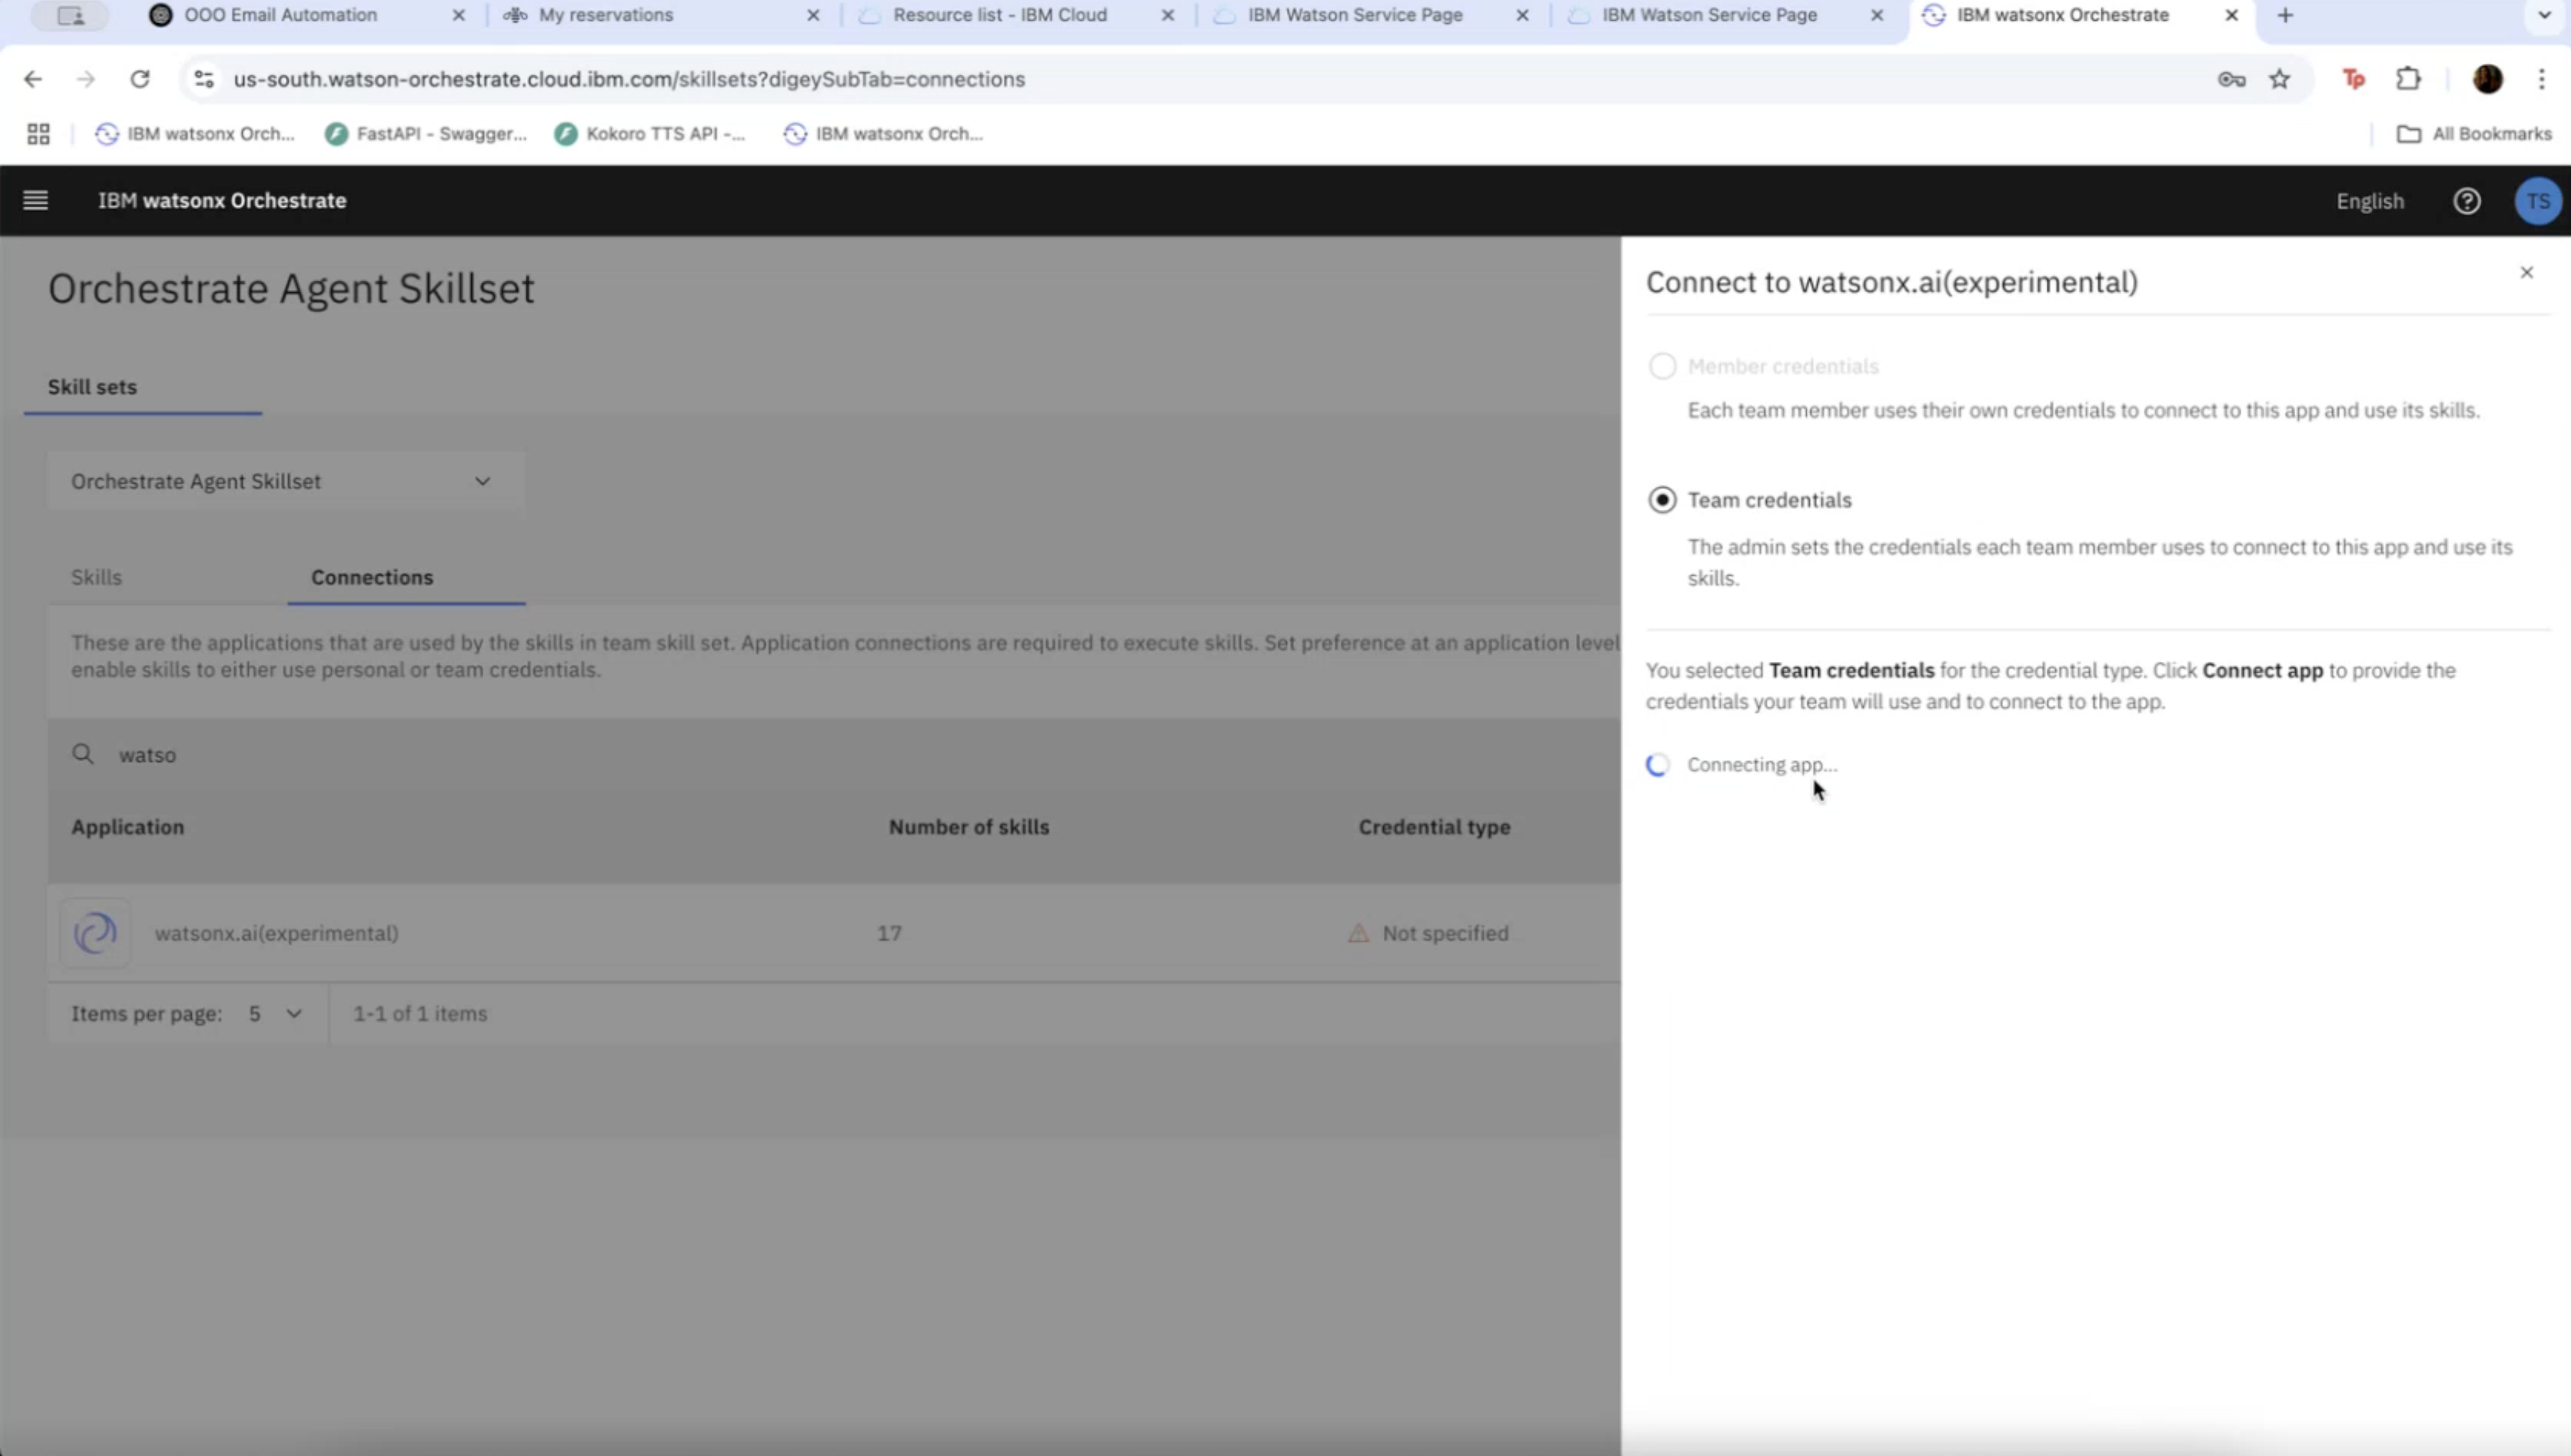 OOO Email Automation
My reservations
Resource list - IBM Cloud
IBM Watson Service Page
IBM Watson Service Page
IBM watsonx Orchestrate
us-south.watson-orchestrate.cloud.ibm.com/skillsets?digeySubTab=connections
Tp
IBM watsonx Orch...
FastAPI - Swagger...
Kokoro TTS API -...
IBM watsonx Orch...
All Bookmarks
IBM watsonx Orchestrate
English
TS
Orchestrate Agent Skillset
Skill sets
Orchestrate Agent Skillset
Skills
Connections
These are the applications that are used by the skills in team skill set. Application connections are required to execute skills. Set preference at an application level
enable skills to either use personal or team credentials.
watso
Application
Number of skills
Credential type
watsonx.ai(experimental)
17
Not specified
Items per page:
5
1-1 of 1 items
Connect to watsonx.ai(experimental)
Member credentials
Each team member uses their own credentials to connect to this app and use its skills.
Team credentials
The admin sets the credentials each team member uses to connect to this app and use its
skills.
You selected Team credentials for the credential type. Click Connect app to provide the
credentials your team will use and to connect to the app.
Connecting app...